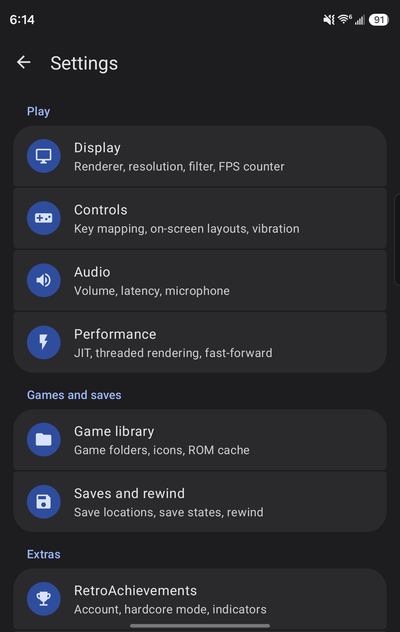 6:14
6
91
Settings
Play
Display
Renderer, resolution, filter, FPS counter
Controls
Key mapping, on-screen layouts, vibration
Audio
Volume, latency, microphone
Performance
JIT, threaded rendering, fast-forward
Games and saves
Game library
Game folders, icons, ROM cache
Saves and rewind
Save locations, save states, rewind
Extras
RetroAchievements
Account, hardcore mode, indicators